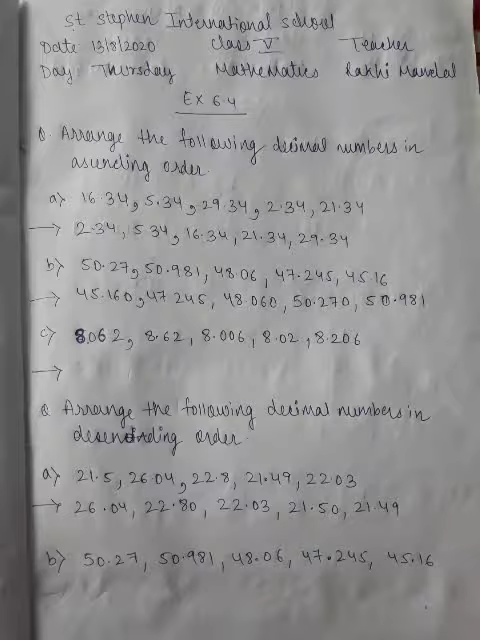 St Stephen International school
Date 13/8/2020 Class V Teacher
Day: Thursday Mathematics Rakhi Mandal
Ex 6.4
Q. Arrange the following decimal numbers in
ascending order.
a) 16.34, 5.34, 29.34, 2.34, 21.34
→ 2.34, 5.34, 16.34, 21.34, 29.34
b) 50.27, 50.981, 48.06, 47.245, 45.16
→ 45.160, 47.245, 48.060, 50.270, 50.981
c) 8.062, 8.62, 8.006, 8.02, 8.206
→
Q Arrange the following decimal numbers in
descending order.
a) 21.5, 26.04, 22.8, 21.49, 22.03
→ 26.04, 22.80, 22.03, 21.50, 21.49
b) 50.27, 50.981, 48.06, 47.245, 45.16